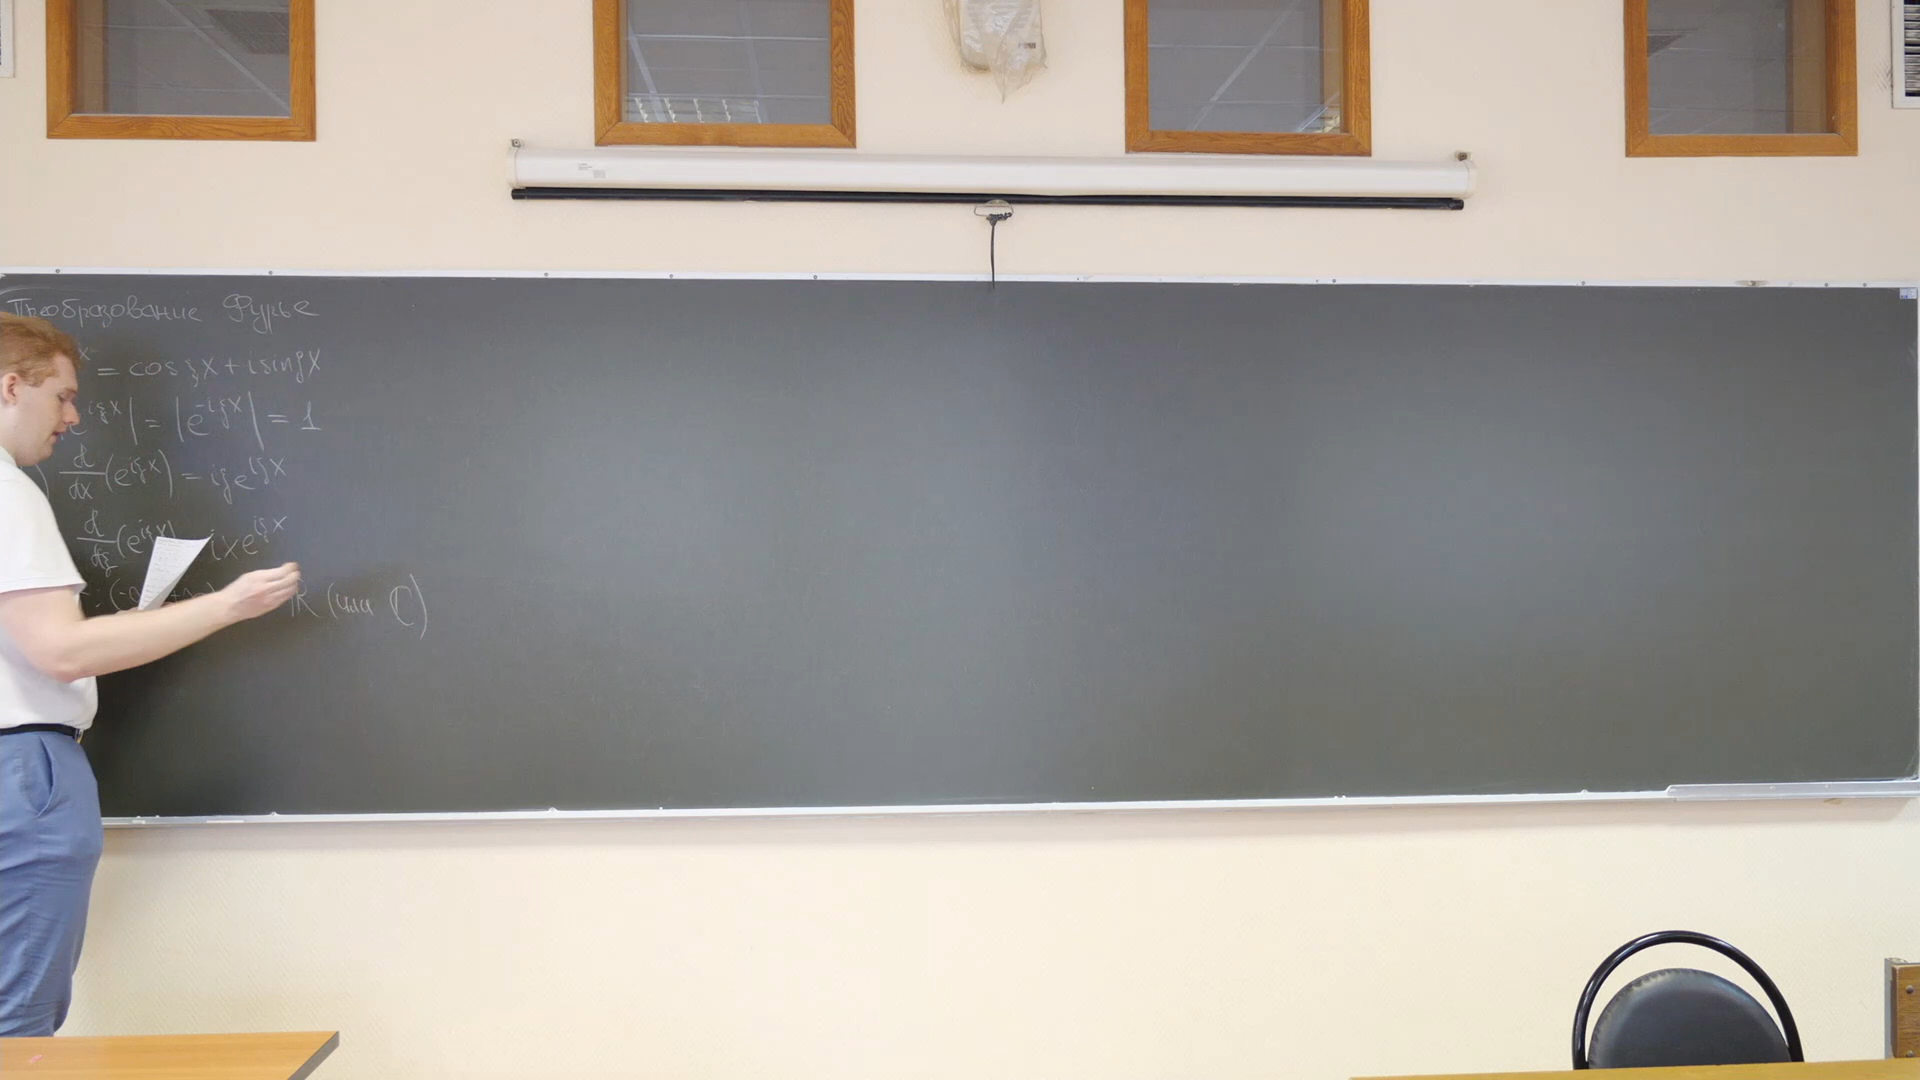 Преобразование Фурье
x = cos ξx + i sin ξx
e^{iξx}| = |e^{-iξx}| = 1
) d/dx (e^{iξx}) = iξe^{iξx}
d/dξ (e^{iξx} ixe^{iξx}
ℝ (или ℂ)